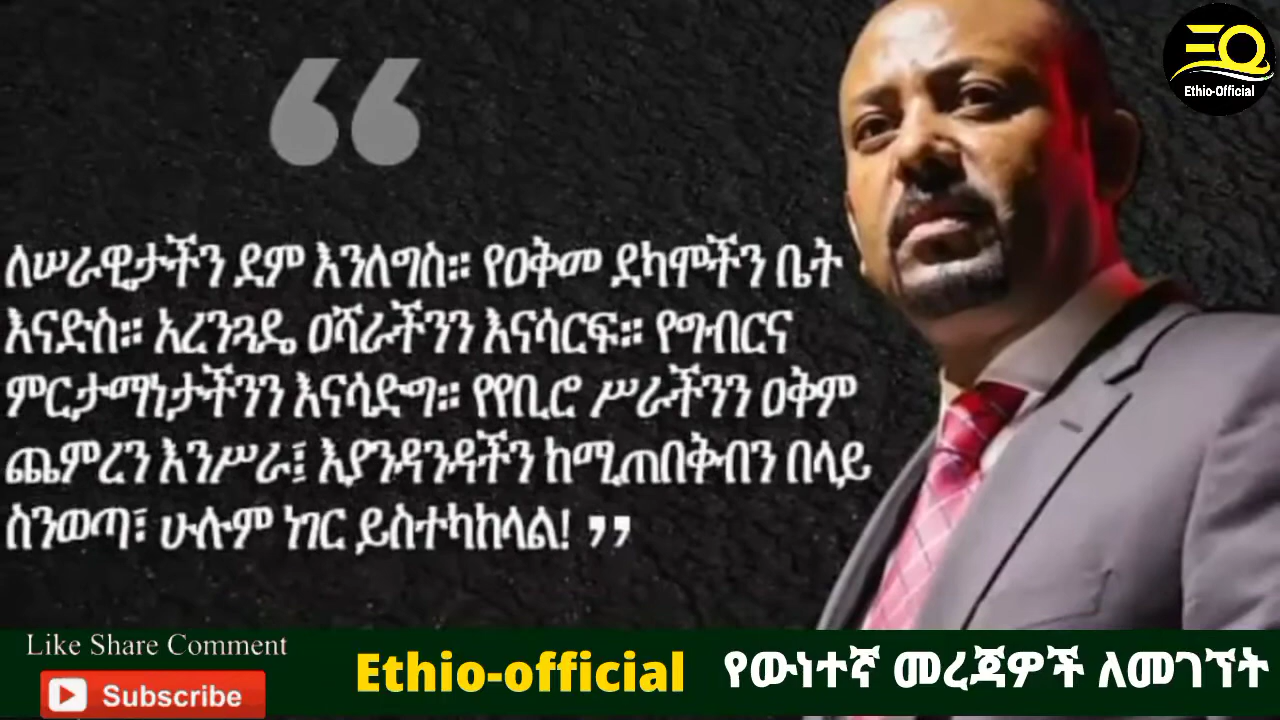 EQ
Ethio-Official
“
ለሠራዊታችን ደም እንለግስ። የዐቅመ ደካሞችን ቤት
እናድስ። አረንጓዴ ዐሻራችንን እናሳርፍ። የግብርና
ምርታማነታችንን እናሳድግ። የየቢሮ ሥራችንን ዐቅም
ጨምረን እንሥራ፤ እያንዳንዳችን ከሚጠበቅብን በላይ
ስንወጣ፣ ሁሉም ነገር ይስተካከላል! ”
Like Share Comment
Subscribe
Ethio-official
የውነተኛ መረጃዎች ለመገኘት